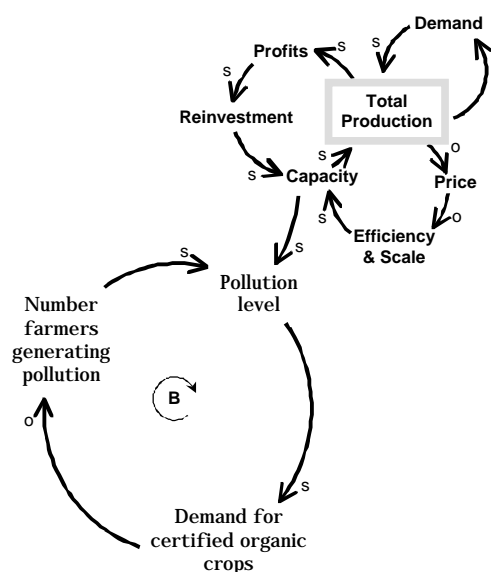 Demand
s
o
Profits
s
s
Total
Production
Reinvestment
s
s
o
Capacity
Price
s
o
Efficiency
& Scale
s
s
Pollution
level
Number
farmers
generating
pollution
B
o
s
Demand for
certified organic
crops